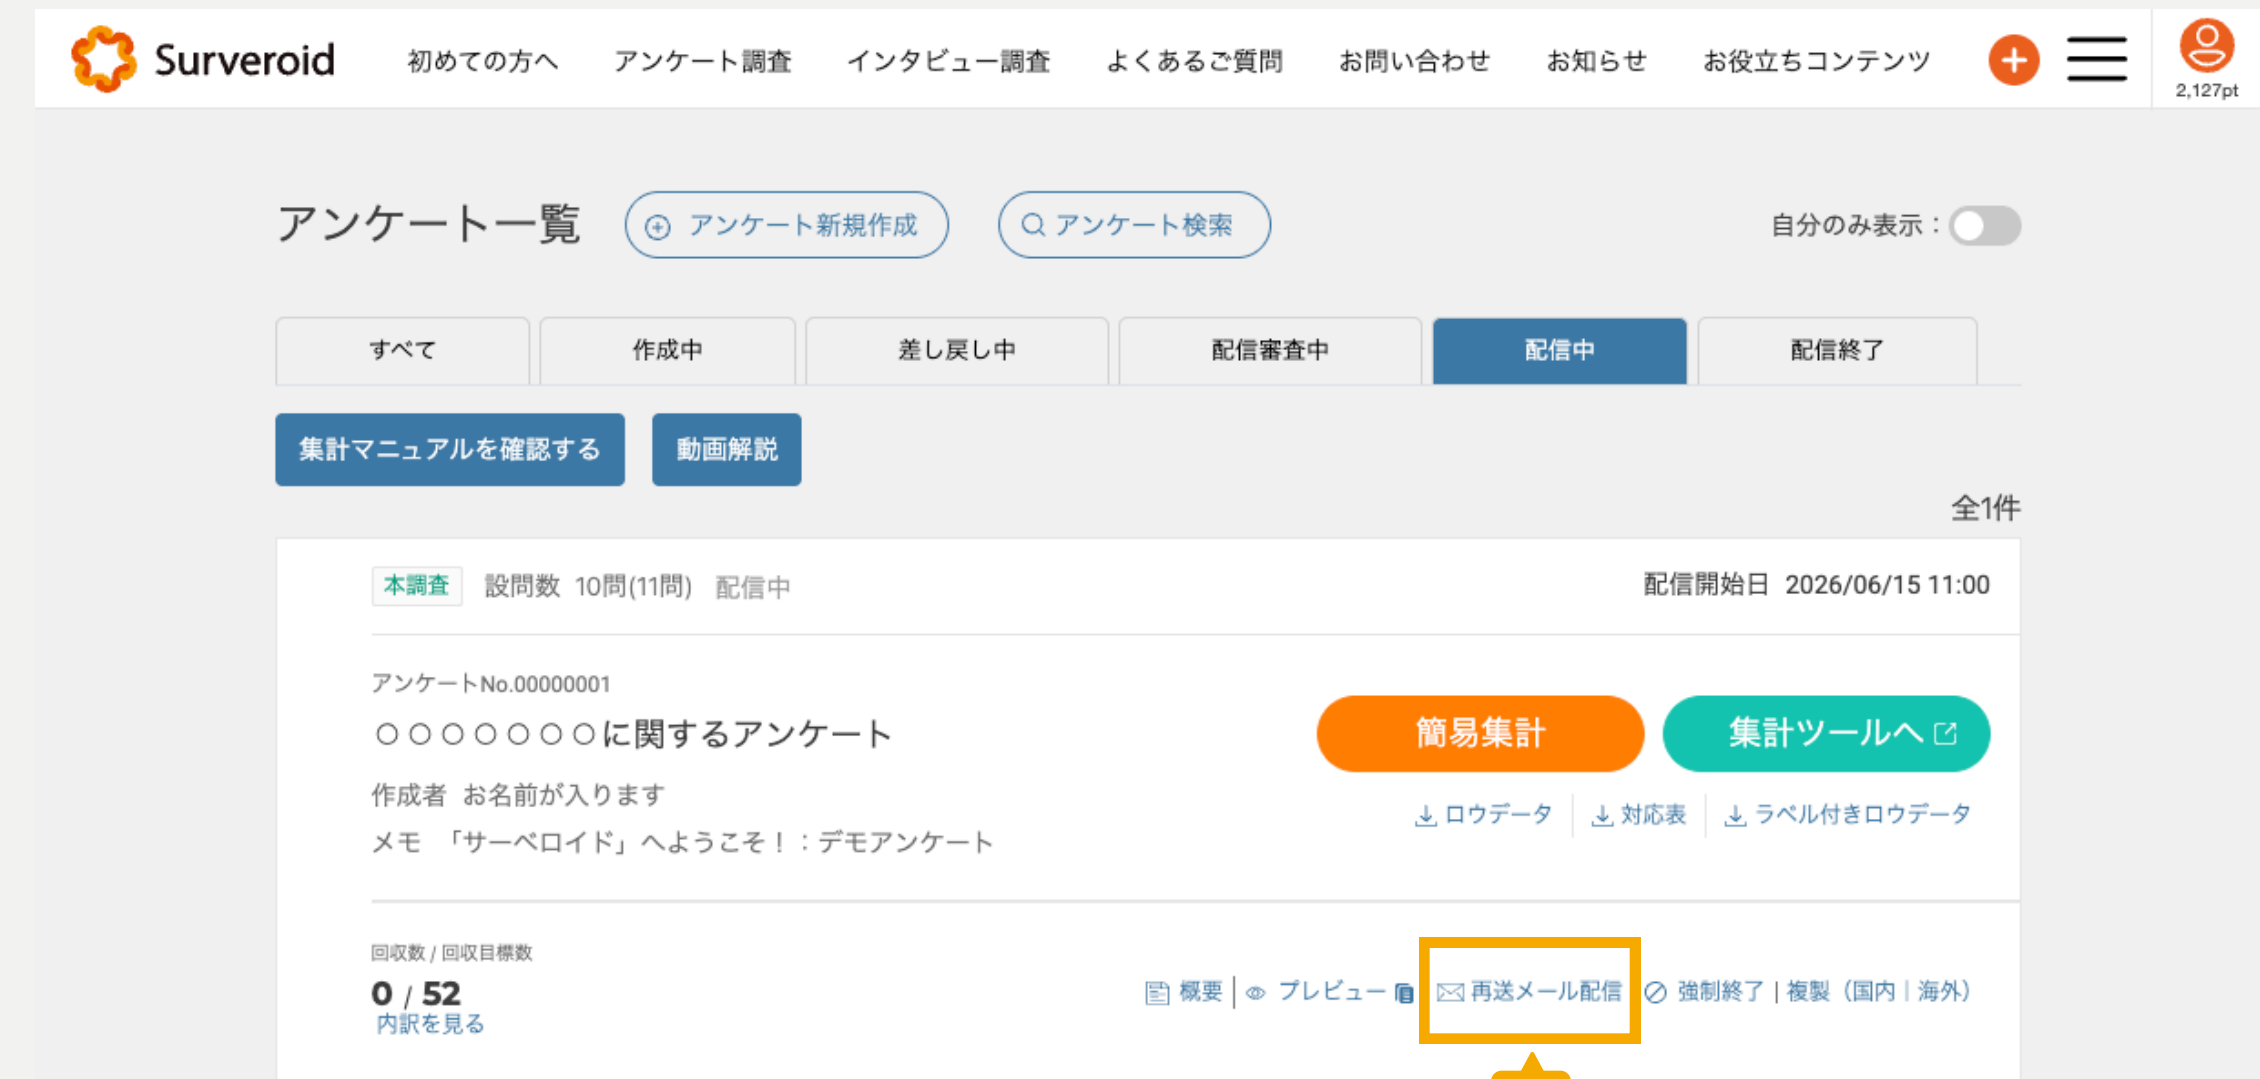 Surveroid 初めての方へ アンケート調査 インタビュー調査 よくあるご質問 お問い合わせ お知らせ お役立ちコンテンツ
2,127pt
アンケート一覧 アンケート新規作成 アンケート検索 自分のみ表示：
すべて 作成中 差し戻し中 配信審査中 配信中 配信終了
集計マニュアルを確認する 動画解説
全1件
本調査 設問数 10問(11問) 配信中 配信開始日 2026/06/15 11:00
アンケートNo.00000001
○○○○○○○に関するアンケート 簡易集計 集計ツールへ
作成者 お名前が入ります
ロウデータ 対応表 ラベル付きロウデータ
メモ 「サーベロイド」へようこそ！：デモアンケート
回収数 / 回収目標数
0 / 52 概要 | プレビュー 再送メール配信 強制終了 | 複製（国内 | 海外）
内訳を見る